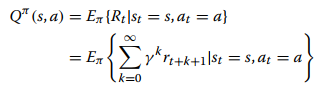 Q^π(s,a) = E_π{R_t|s_t = s, a_t = a}
= E_π{∑_{k=0}^{∞} γ^k r_{t+k+1}|s_t = s, a_t = a}